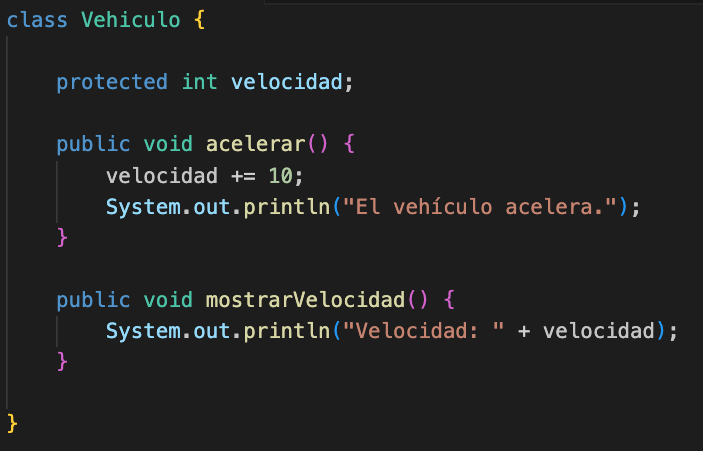 class Vehiculo {
protected int velocidad;
public void acelerar() {
velocidad += 10;
System.out.println("El vehículo acelera.");
}
public void mostrarVelocidad() {
System.out.println("Velocidad: " + velocidad);
}
}